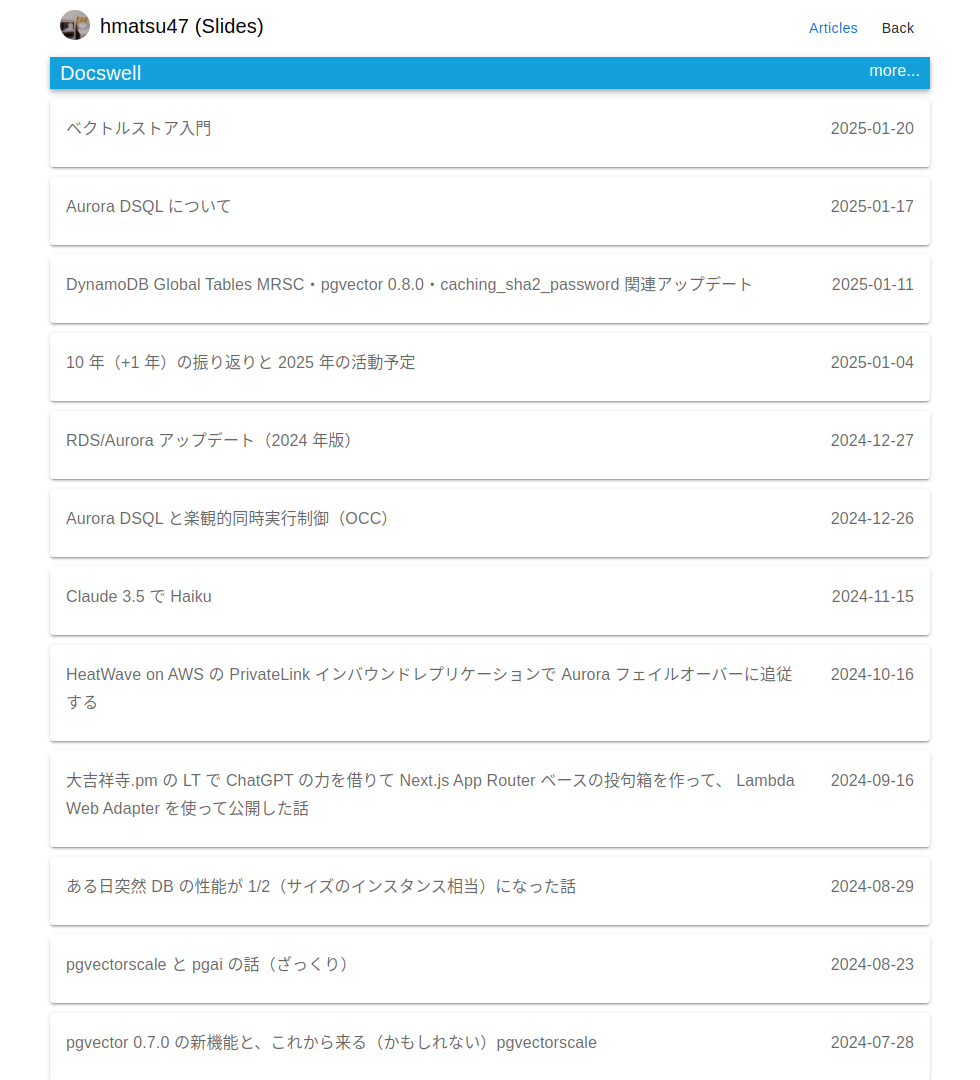 hmatsu47 (Slides)
Articles
Back
Docswell
more...
ベクトルストア入門
2025-01-20
Aurora DSQL について
2025-01-17
DynamoDB Global Tables MRSC・pgvector 0.8.0・caching_sha2_password 関連アップデート
2025-01-11
10 年（+1 年）の振り返りと 2025 年の活動予定
2025-01-04
RDS/Aurora アップデート（2024 年版）
2024-12-27
Aurora DSQL と楽観的同時実行制御（OCC）
2024-12-26
Claude 3.5 で Haiku
2024-11-15
HeatWave on AWS の PrivateLink インバウンドレプリケーションで Aurora フェイルオーバーに追従
する
2024-10-16
大吉祥寺.pm の LT で ChatGPT の力を借りて Next.js App Router ベースの投句箱を作って、 Lambda
Web Adapter を使って公開した話
2024-09-16
ある日突然 DB の性能が 1/2（サイズのインスタンス相当）になった話
2024-08-29
pgvectorscale と pgai の話（ざっくり）
2024-08-23
pgvector 0.7.0 の新機能と、これから来る（かもしれない）pgvectorscale
2024-07-28